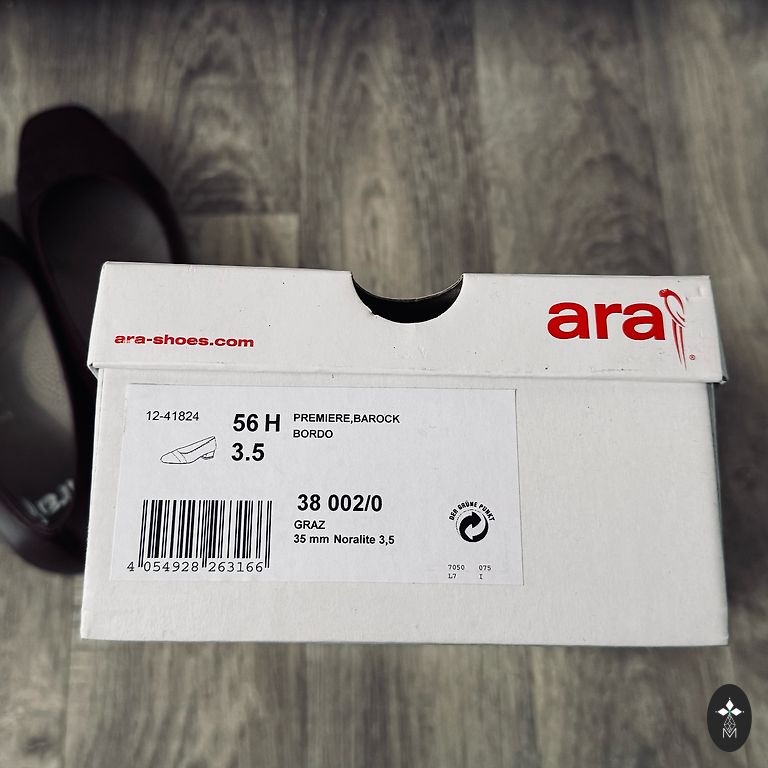 ara-shoes.com
ara
®
12-41824
56 H
3.5
PREMIERE,BAROCK
BORDO
38 002/0
GRAZ
35 mm Noralite 3,5
DER GRÜNE PUNKT
4 054928 263166
7050 075
L7 I
M